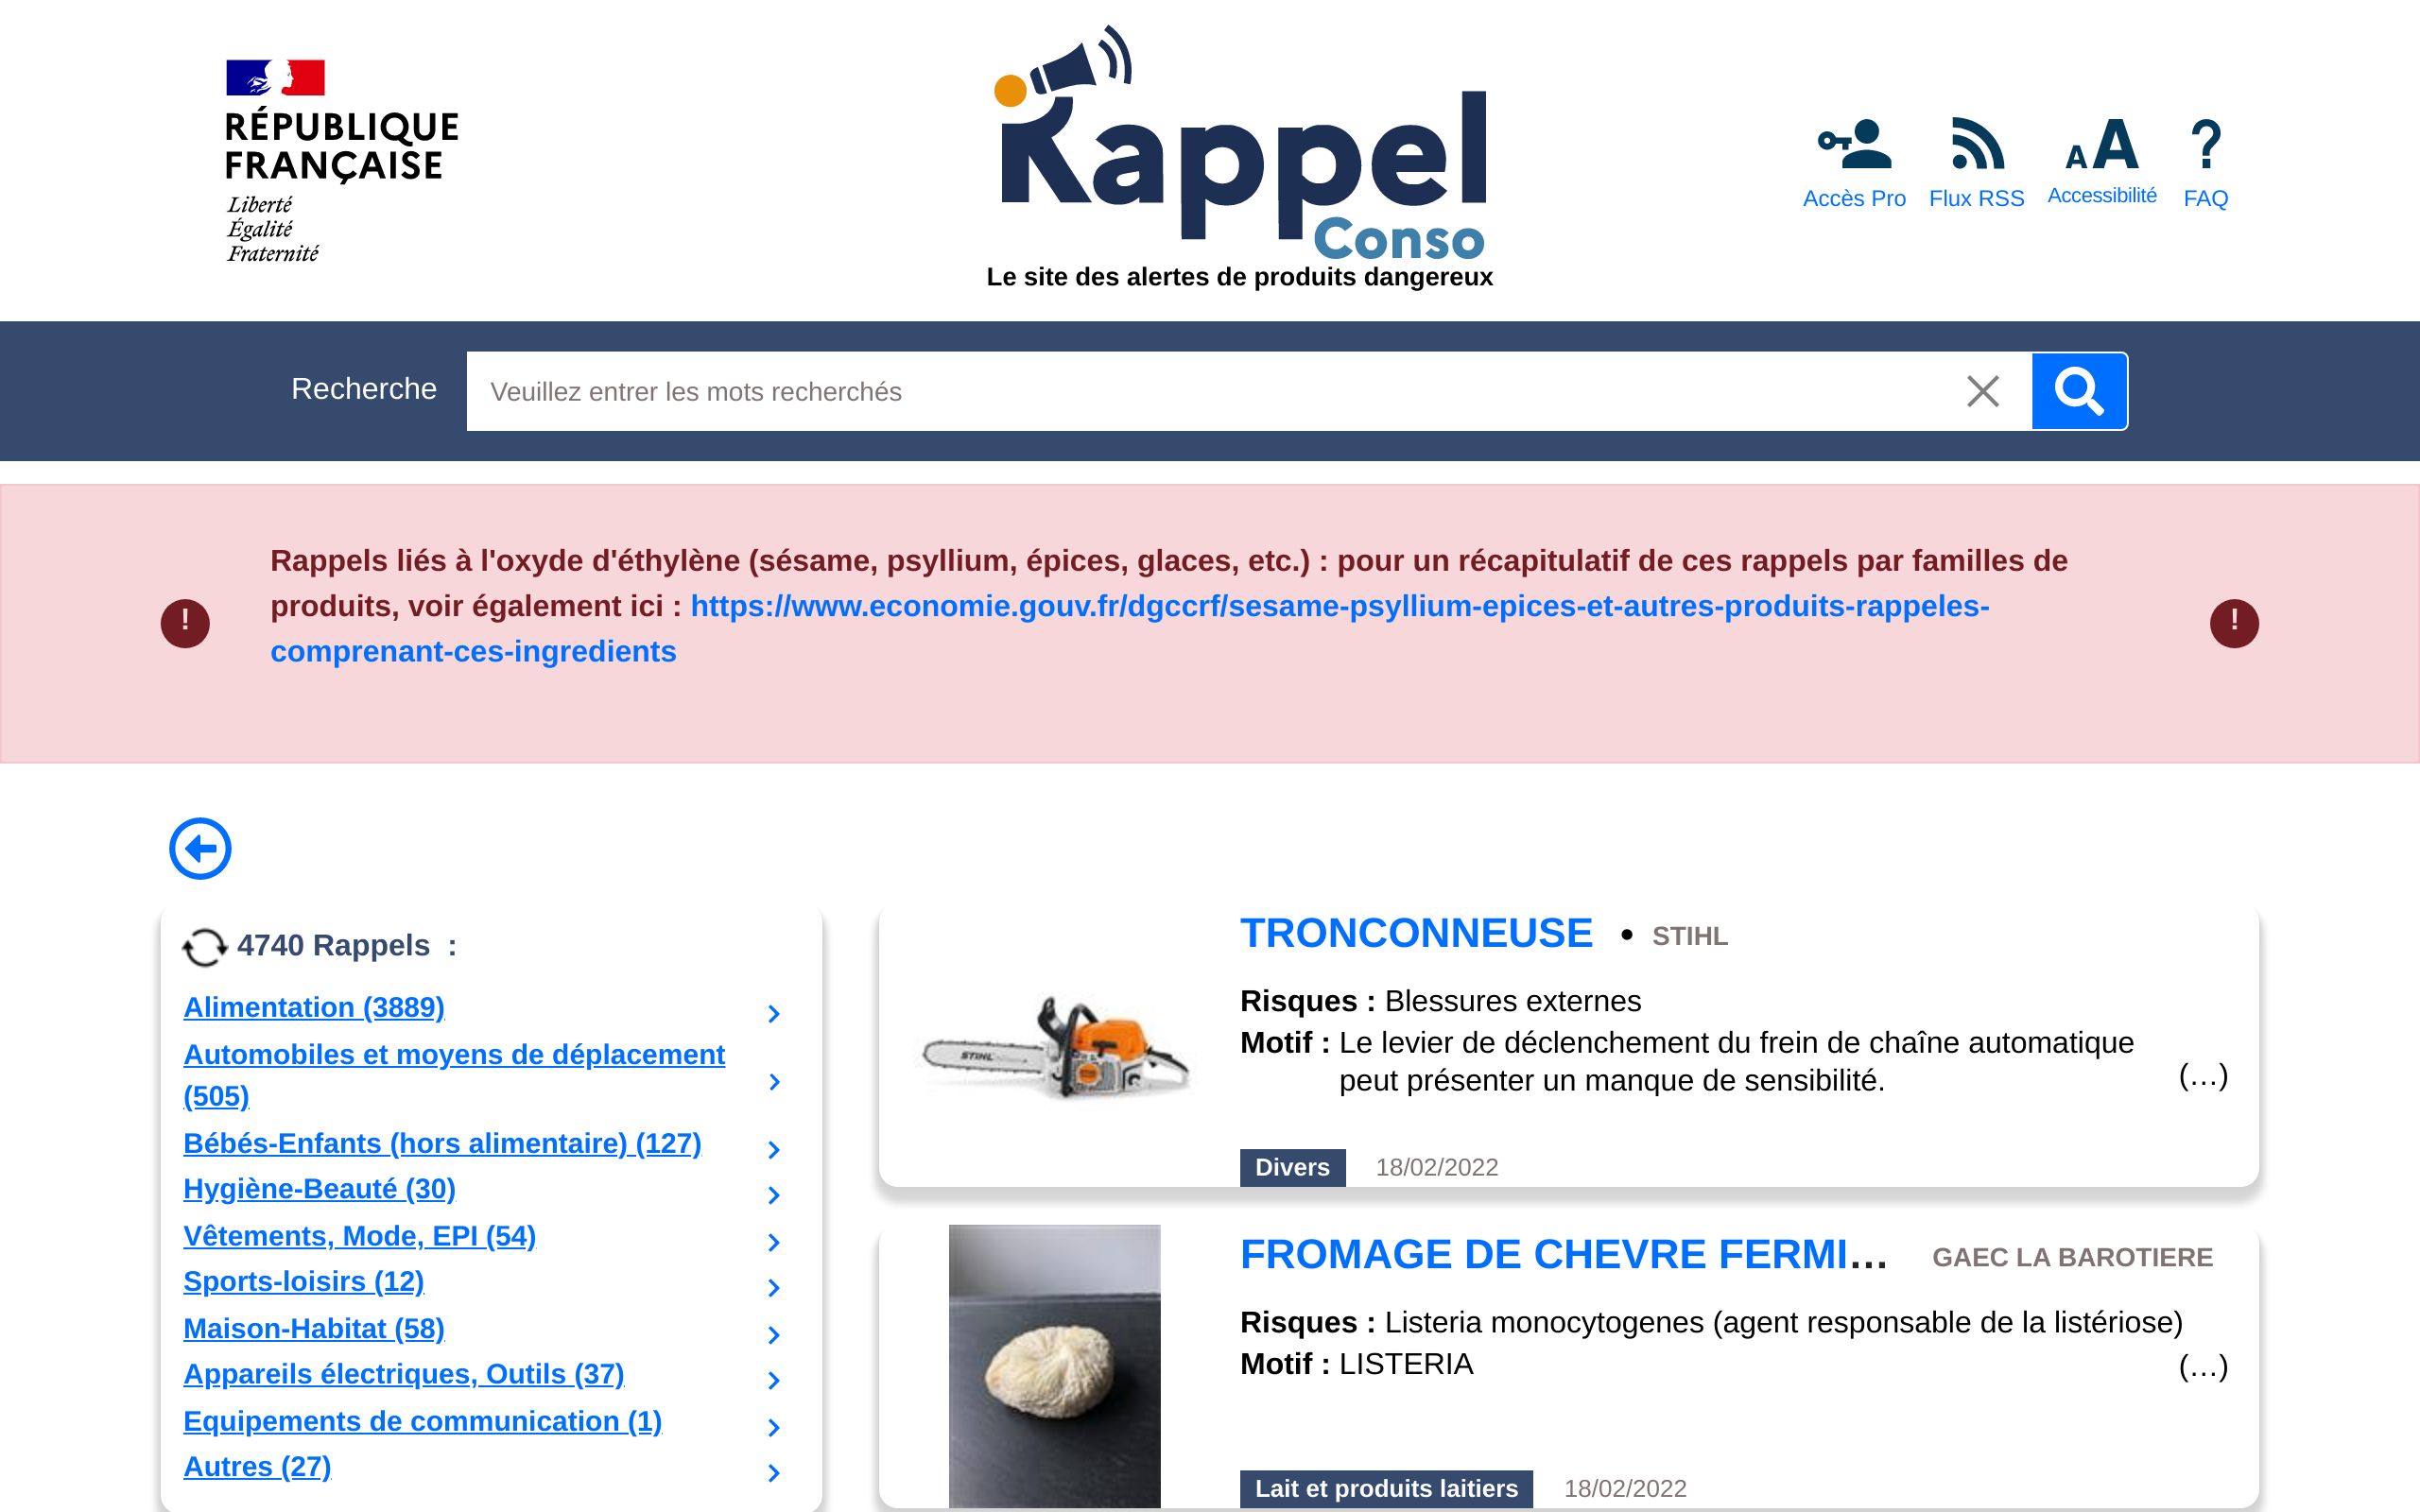 RÉPUBLIQUE
FRANÇAISE
Liberté
Égalité
Fraternité
Rappel
Conso
Le site des alertes de produits dangereux
Accès Pro
Flux RSS
AA
Accessibilité
?
FAQ
Recherche
Veuillez entrer les mots recherchés
Rappels liés à l'oxyde d'éthylène (sésame, psyllium, épices, glaces, etc.) : pour un récapitulatif de ces rappels par familles de
produits, voir également ici : https://www.economie.gouv.fr/dgccrf/sesame-psyllium-epices-et-autres-produits-rappeles-
comprenant-ces-ingredients
!
!
4740 Rappels :
Alimentation (3889)
Automobiles et moyens de déplacement
(505)
Bébés-Enfants (hors alimentaire) (127)
Hygiène-Beauté (30)
Vêtements, Mode, EPI (54)
Sports-loisirs (12)
Maison-Habitat (58)
Appareils électriques, Outils (37)
Equipements de communication (1)
Autres (27)
STIHL
TRONCONNEUSE • STIHL
Risques : Blessures externes
Motif : Le levier de déclenchement du frein de chaîne automatique
peut présenter un manque de sensibilité.
(…)
Divers 18/02/2022
FROMAGE DE CHEVRE FERMI… GAEC LA BAROTIERE
Risques : Listeria monocytogenes (agent responsable de la listériose)
Motif : LISTERIA
(…)
Lait et produits laitiers 18/02/2022